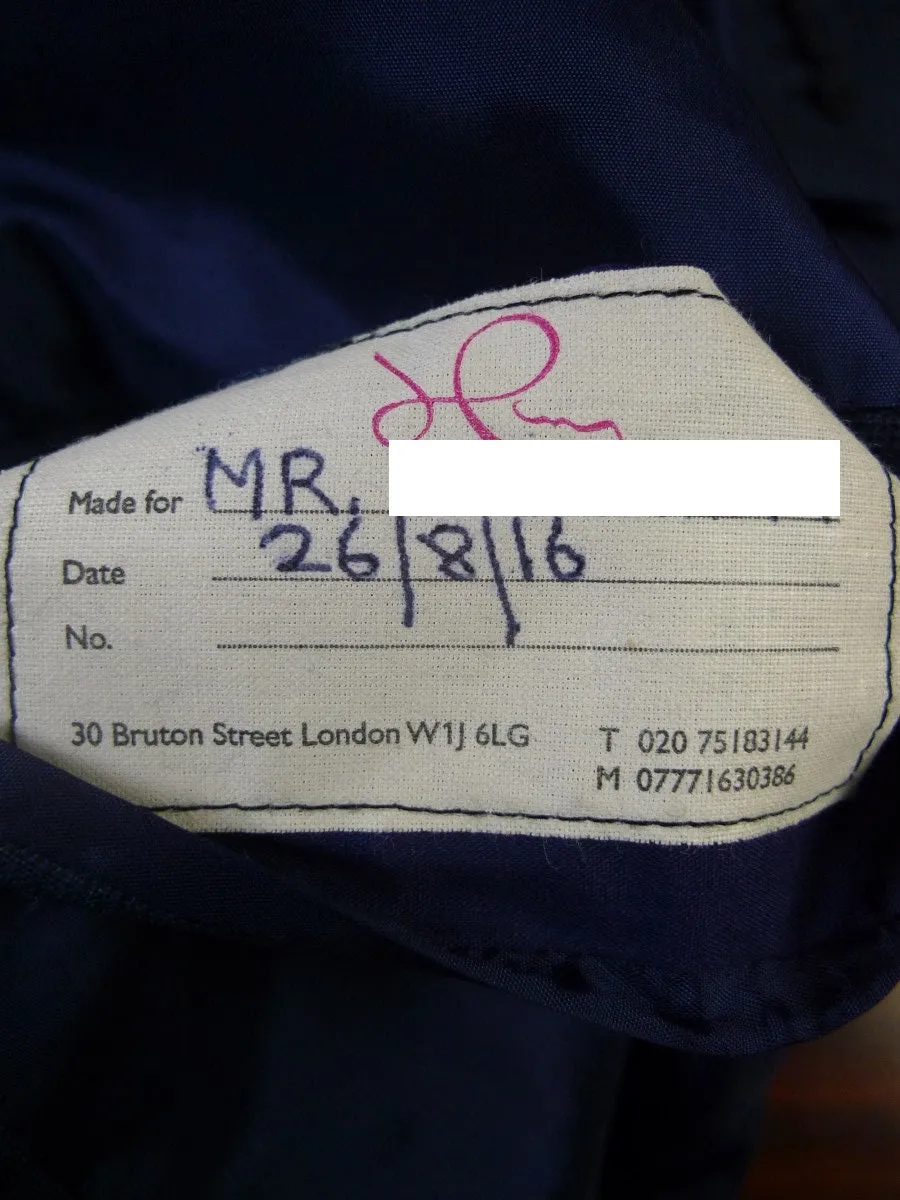 Made for MR.
Date 26/8/16
No.
30 Bruton Street London W1J 6LG
T 020 75183144
M 07771630386